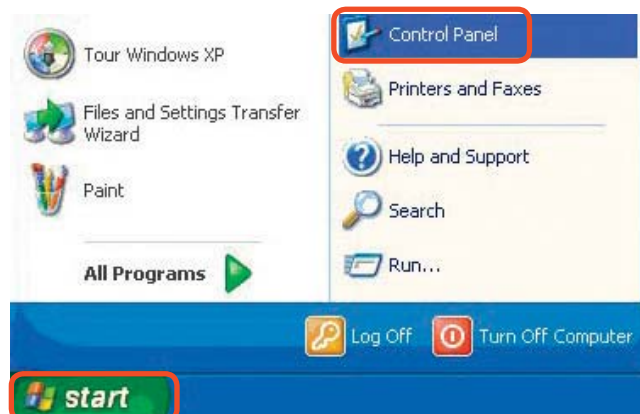 Tour Windows XP
Files and Settings Transfer
Wizard
Paint
All Programs
Control Panel
Printers and Faxes
Help and Support
Search
Run...
Log Off
Turn Off Computer
start